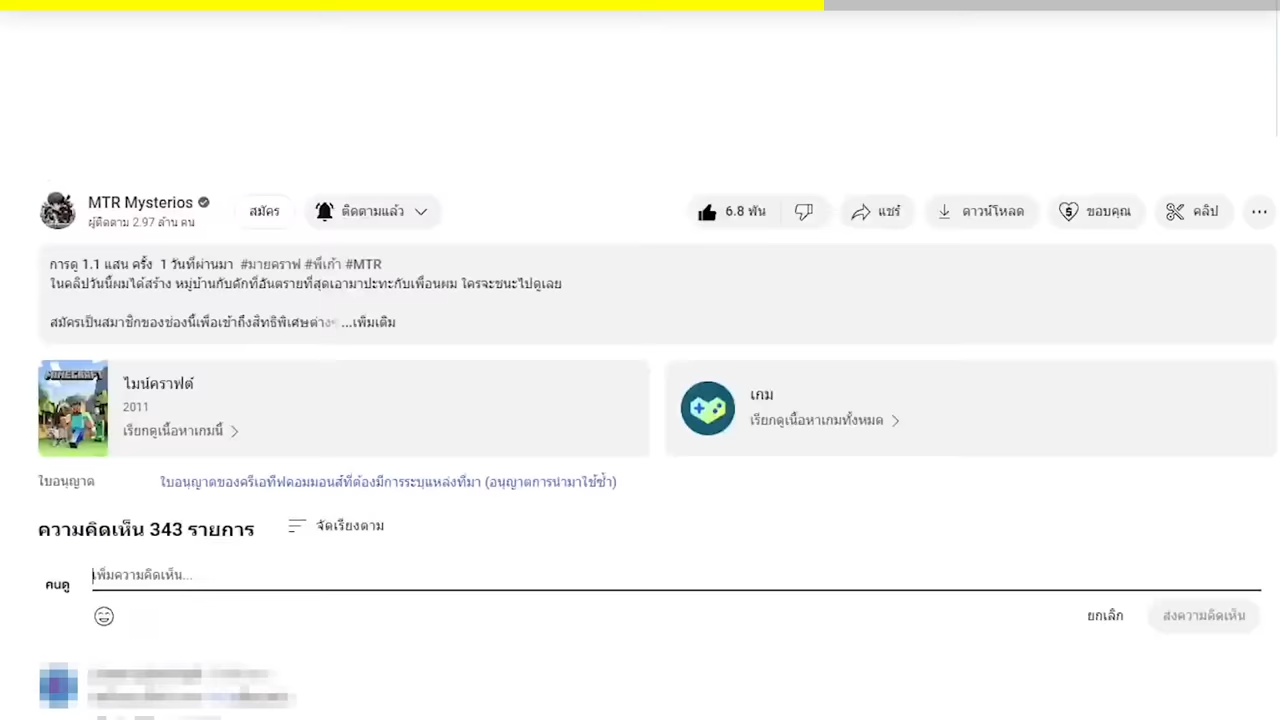 MTR Mysterios
ผู้ติดตาม 2.97 ล้าน คน
สมัคร
ติดตามแล้ว
6.8 พัน
แชร์
ดาวน์โหลด
ขอบคุณ
คลิป
การดู 1.1 แสน ครั้ง 1 วันที่ผ่านมา #มายคราฟ #พี่เก้า #MTR
ในคลิปวันนี้ผมได้สร้าง หมู่บ้านกับดักที่อันตรายที่สุดเอามาปะทะกับเพื่อนผม ใครจะชนะไปดูเลย
สมัครเป็นสมาชิกของช่องนี้เพื่อเข้าถึงสิทธิพิเศษต่างๆ ...เพิ่มเติม
MINECRAFT
ไมน์คราฟต์
2011
เรียกดูเนื้อหาเกมนี้
เกม
เรียกดูเนื้อหาเกมทั้งหมด
ใบอนุญาต
ใบอนุญาตของครีเอทีฟคอมมอนส์ที่ต้องมีการระบุแหล่งที่มา (อนุญาตการนำมาใช้ซ้ำ)
ความคิดเห็น 343 รายการ
จัดเรียงตาม
คนดู
เพิ่มความคิดเห็น...
ยกเลิก
ส่งความคิดเห็น